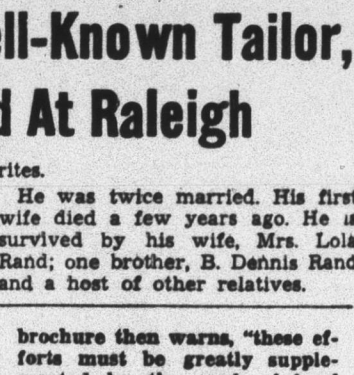 ell-Known Tailor,
d At Raleigh
rites.
He was twice married. His first
wife died a few years ago. He is
survived by his wife, Mrs. Lola
Rand; one brother, B. Dennis Rand
and a host of other relatives.
brochure then warns, "these ef-
forts must be greatly supple-